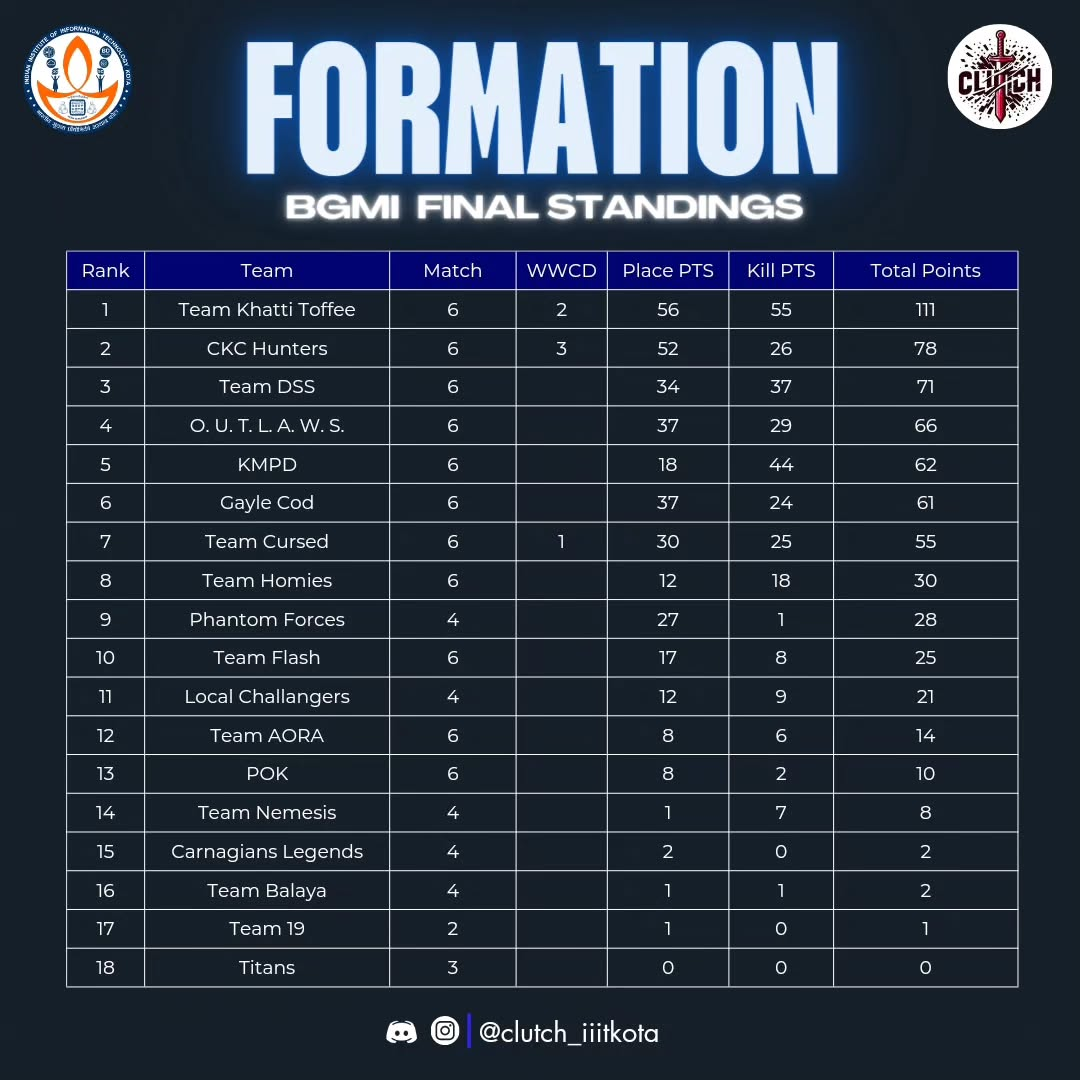 INDIAN INSTITUTE OF INFORMATION TECHNOLOGY KOTA
CLUTCH
FORMATION
BGMI FINAL STANDINGS
Rank Team Match WWCD Place PTS Kill PTS Total Points
1 Team Khatti Toffee 6 2 56 55 111
2 CKC Hunters 6 3 52 26 78
3 Team DSS 6 34 37 71
4 O. U. T. L. A. W. S. 6 37 29 66
5 KMPD 6 18 44 62
6 Gayle Cod 6 37 24 61
7 Team Cursed 6 1 30 25 55
8 Team Homies 6 12 18 30
9 Phantom Forces 4 27 1 28
10 Team Flash 6 17 8 25
11 Local Challangers 4 12 9 21
12 Team AORA 6 8 6 14
13 POK 6 8 2 10
14 Team Nemesis 4 1 7 8
15 Carnagians Legends 4 2 0 2
16 Team Balaya 4 1 1 2
17 Team 19 2 1 0 1
18 Titans 3 0 0 0
@clutch_iiitkota